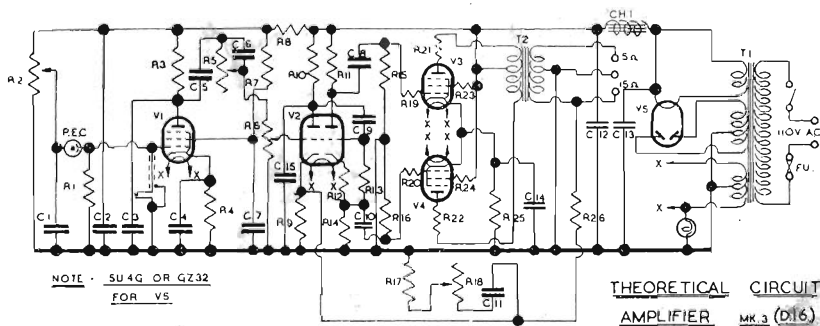 CH1
T2
T1
R8
C6
R21
V3
5Ω
R2
R3
R5
C5
R7
R10
R11
C8
R15
R19
R23
15Ω
V5
P.E.C
V1
V2
R6
C9
C12
C13
110V AC
X
X
X
X
X
FU.
R1
C15
R12
R13
R20
R24
V4
C14
C1
C2
C3
C4
R4
C7
R9
R14
C10
R16
R22
R25
R26
X
X
X
X
X
NOTE - SU4G OR GZ32
FOR V5
R17
R18
C11
THEORETICAL CIRCUIT
AMPLIFIER MK.3 (D.16)